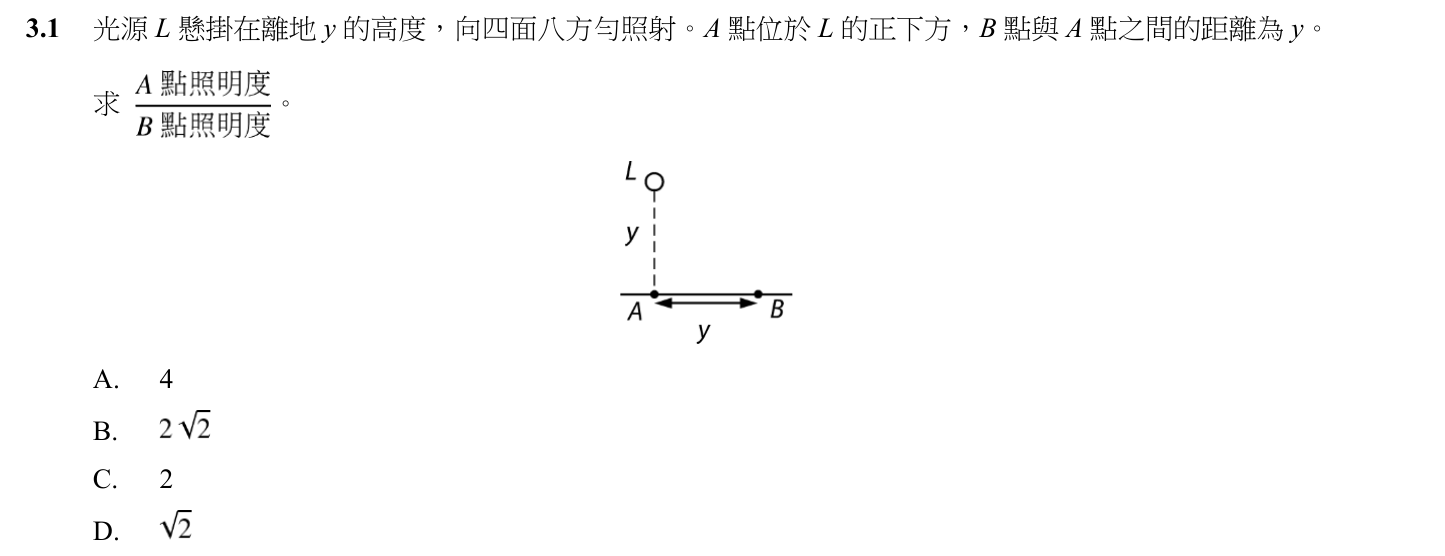 3.1 光源 L 懸掛在離地 y 的高度，向四面八方勻照射。A 點位於 L 的正下方，B 點與 A 點之間的距離為 y。
求 A 點照明度 / B 點照明度 。
L
y
A B
y
A. 4
B. 2√2
C. 2
D. √2